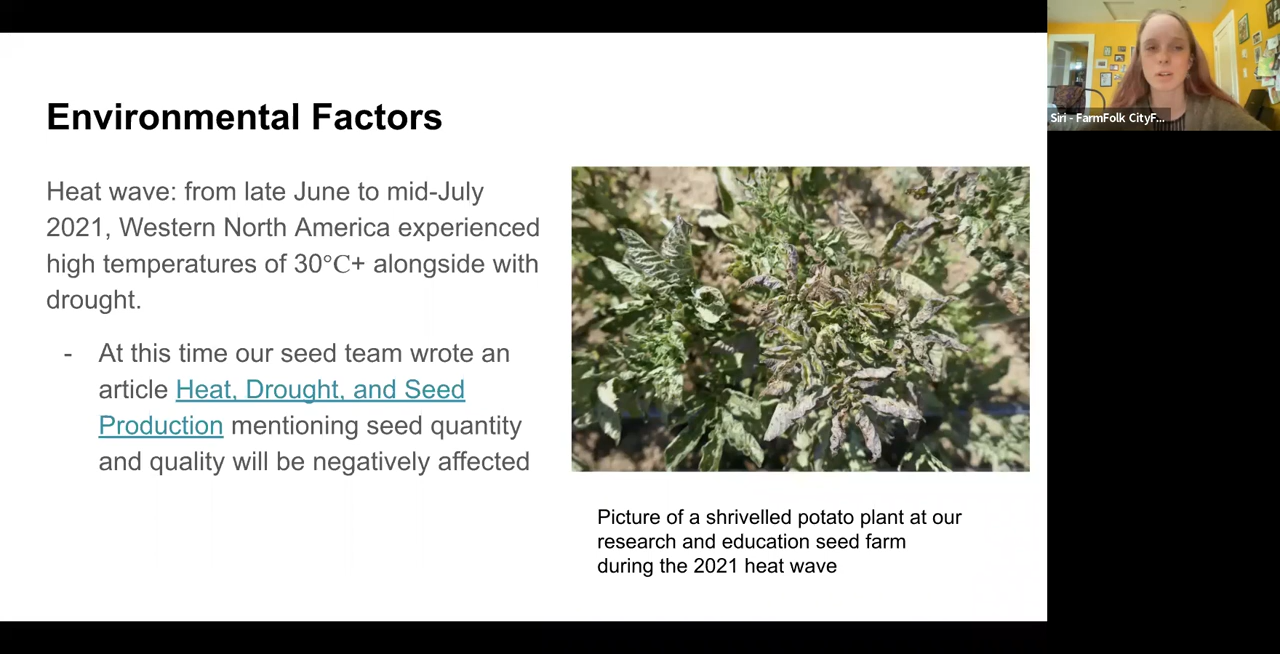 Environmental Factors
Heat wave: from late June to mid-July
2021, Western North America experienced
high temperatures of 30°C+ alongside with
drought.
- At this time our seed team wrote an
article Heat, Drought, and Seed
Production mentioning seed quantity
and quality will be negatively affected
Picture of a shrivelled potato plant at our
research and education seed farm
during the 2021 heat wave
Siri - FarmFolk CityF...